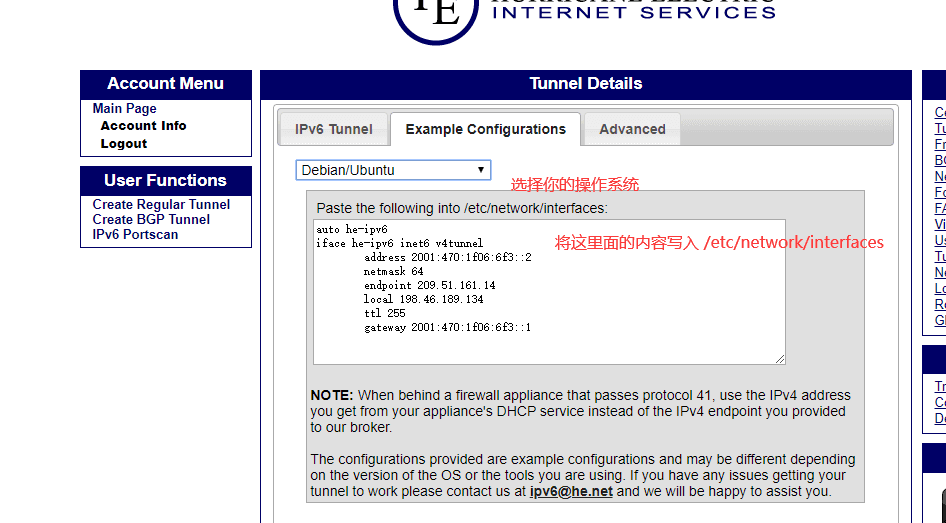 INTERNET SERVICES
Account Menu
Main Page
Account Info
Logout
User Functions
Create Regular Tunnel
Create BGP Tunnel
IPv6 Portscan
Tunnel Details
IPv6 Tunnel
Example Configurations
Advanced
Debian/Ubuntu
选择你的操作系统
Paste the following into /etc/network/interfaces:
将这里面的内容写入 /etc/network/interfaces
auto he-ipv6
iface he-ipv6 inet6 v4tunnel
address 2001:470:1f06:6f3::2
netmask 64
endpoint 209.51.161.14
local 198.46.189.134
ttl 255
gateway 2001:470:1f06:6f3::1
NOTE: When behind a firewall appliance that passes protocol 41, use the IPv4 address
you get from your appliance's DHCP service instead of the IPv4 endpoint you provided
to our broker.
The configurations provided are example configurations and may be different depending
on the version of the OS or the tools you are using. If you have any issues getting your
tunnel to work please contact us at ipv6@he.net and we will be happy to assist you.